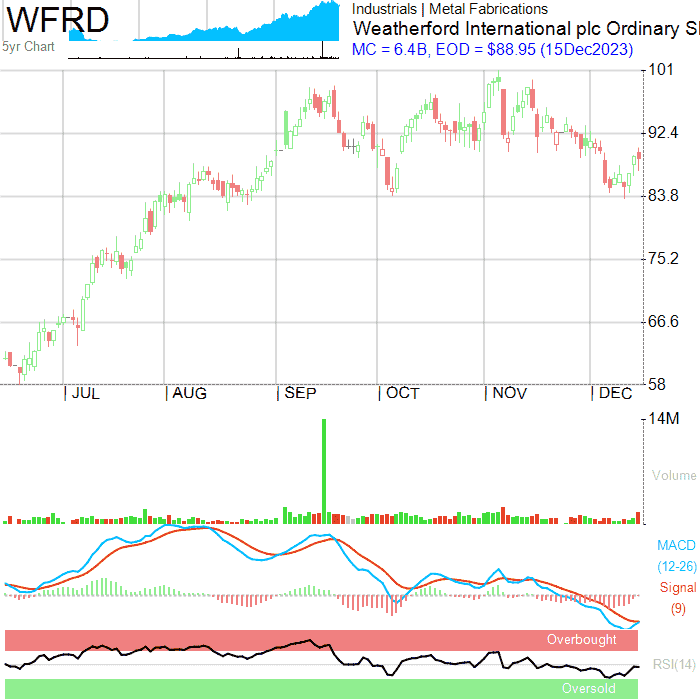 WFRD
5yr Chart
Industrials | Metal Fabrications
Weatherford International plc Ordinary S
MC = 6.4B, EOD = $88.95 (15Dec2023)
101
92.4
83.8
75.2
66.6
58
JUL AUG SEP OCT NOV DEC
14M
Volume
MACD
(12-26)
Signal
(9)
Overbought
RSI(14)
Oversold